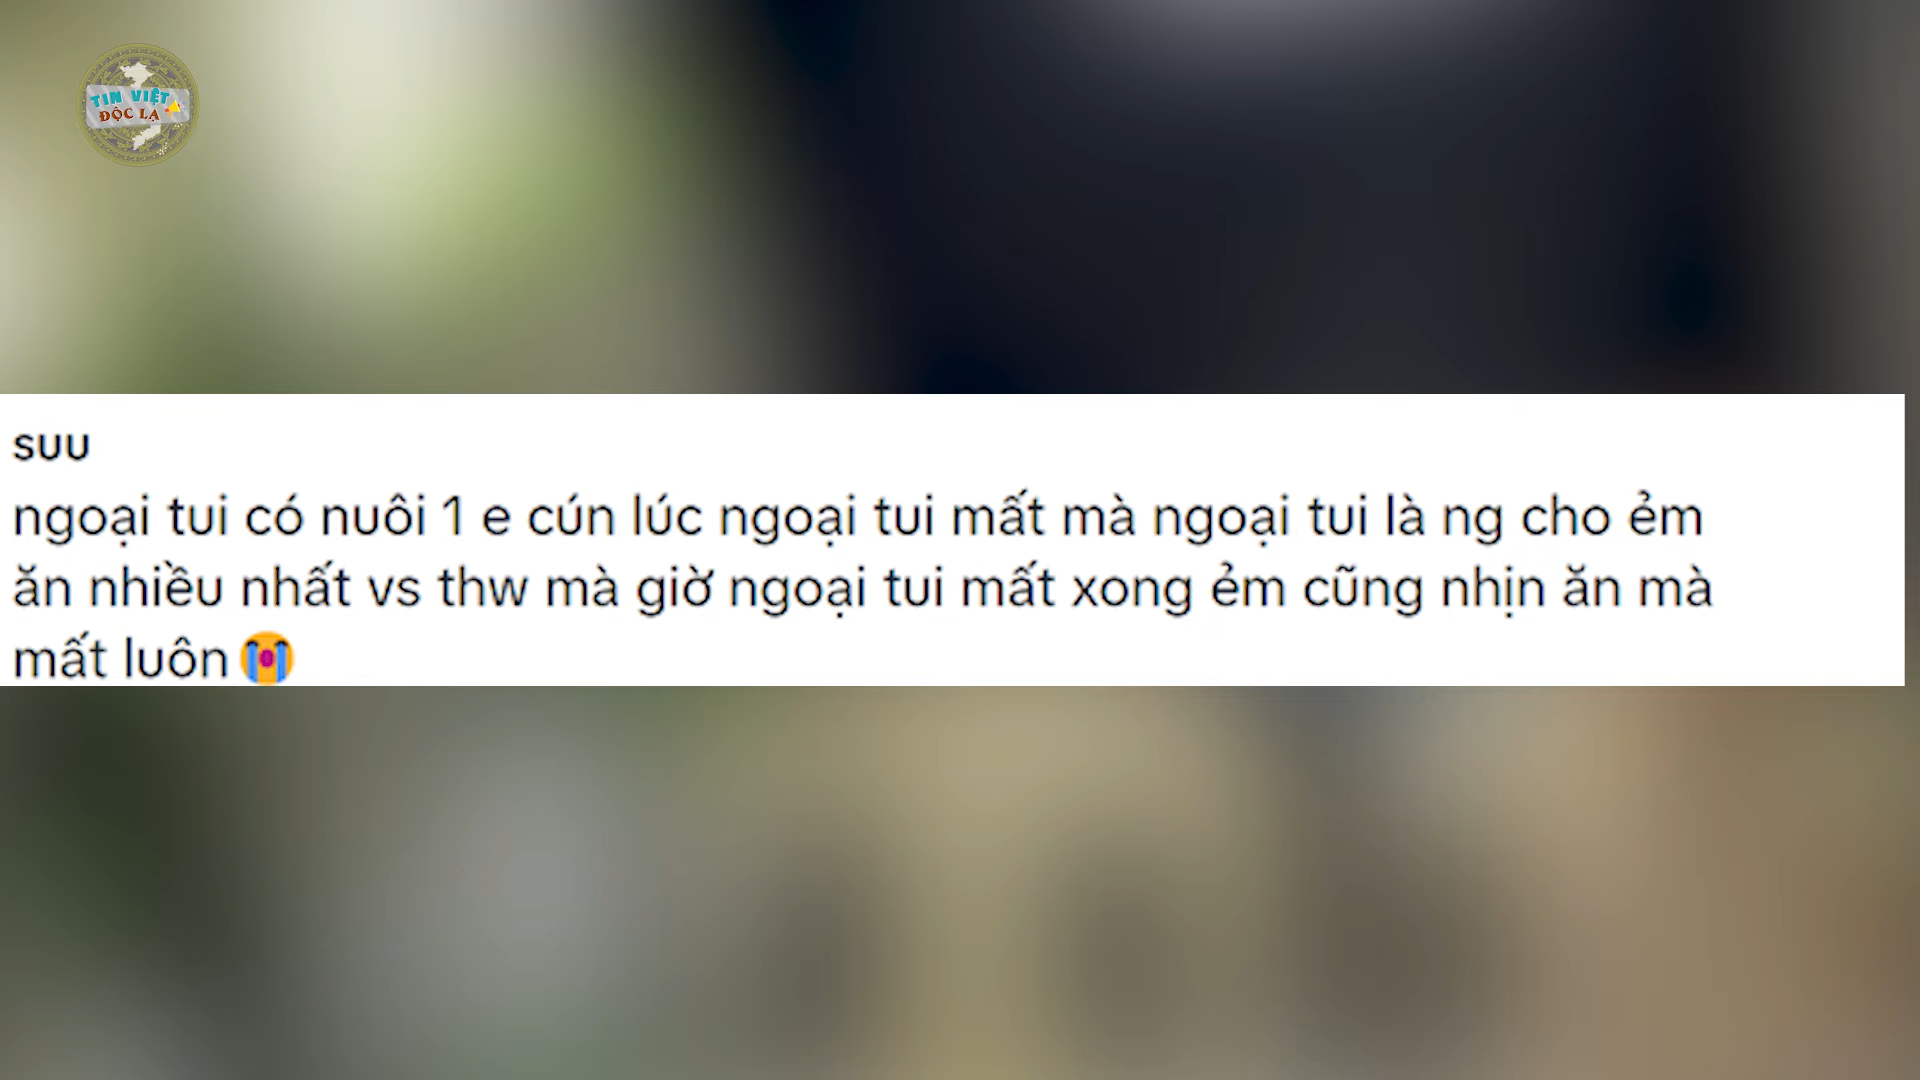 TIN VIỆT
ĐỘC LẠ
suu
ngoại tui có nuôi 1 e cún lúc ngoại tui mất mà ngoại tui là ng cho ẻm
ăn nhiều nhất vs thw mà giờ ngoại tui mất xong ẻm cũng nhịn ăn mà
mất luôn😭